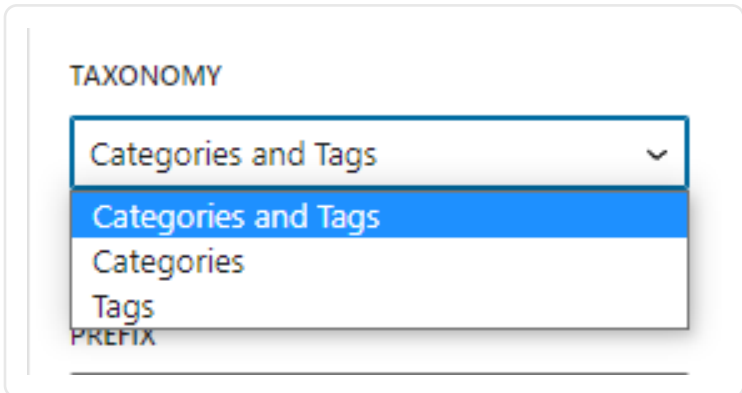 TAXONOMY
Categories and Tags
Categories and Tags
Categories
Tags
PREFIX